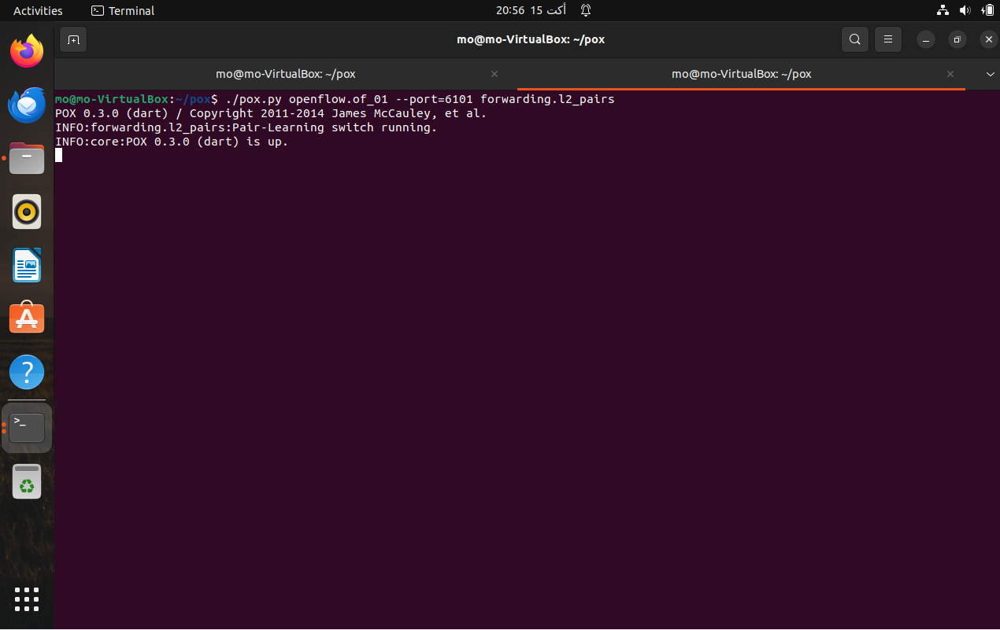 Activities
Terminal
20:56 15 أكت
mo@mo-VirtualBox: ~/pox
mo@mo-VirtualBox: ~/pox
mo@mo-VirtualBox: ~/pox
mo@mo-VirtualBox:~/pox$ ./pox.py openflow.of_01 --port=6101 forwarding.l2_pairs
POX 0.3.0 (dart) / Copyright 2011-2014 James McCauley, et al.
INFO:forwarding.l2_pairs:Pair-Learning switch running.
INFO:core:POX 0.3.0 (dart) is up.